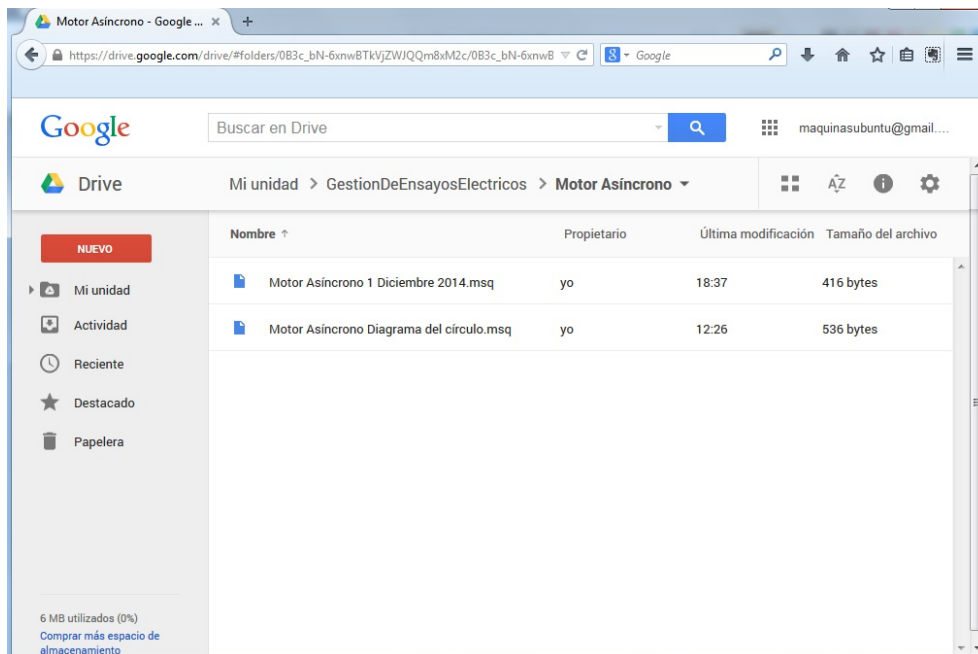 Motor Asíncrono - Google ...
https://drive.google.com/drive/#folders/0B3c_bN-6xnwBTkVjZWJQQm8xM2c/0B3c_bN-6xnwB
Google
Google
Buscar en Drive
maquinasubuntu@gmail....
Drive
Mi unidad > GestionDeEnsayosElectricos > Motor Asíncrono
AZ
NUEVO
Nombre ↑ Propietario Última modificación Tamaño del archivo
Mi unidad
Motor Asíncrono 1 Diciembre 2014.msq yo 18:37 416 bytes
Actividad
Motor Asíncrono Diagrama del círculo.msq yo 12:26 536 bytes
Reciente
Destacado
Papelera
6 MB utilizados (0%)
Comprar más espacio de
almacenamiento